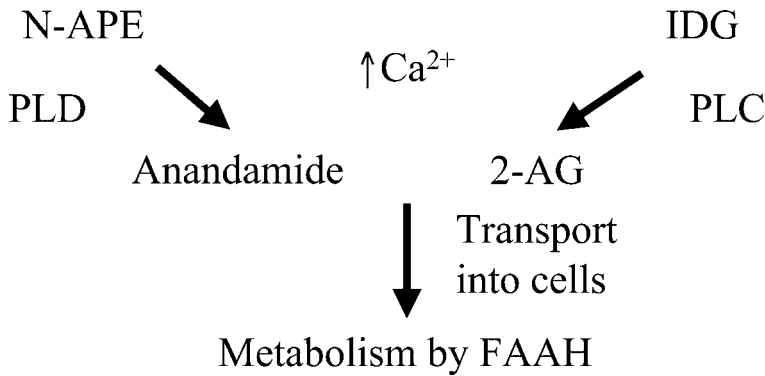 N-APE
IDG
↑Ca²⁺
PLD
PLC
Anandamide
2-AG
Transport
into cells
Metabolism by FAAH